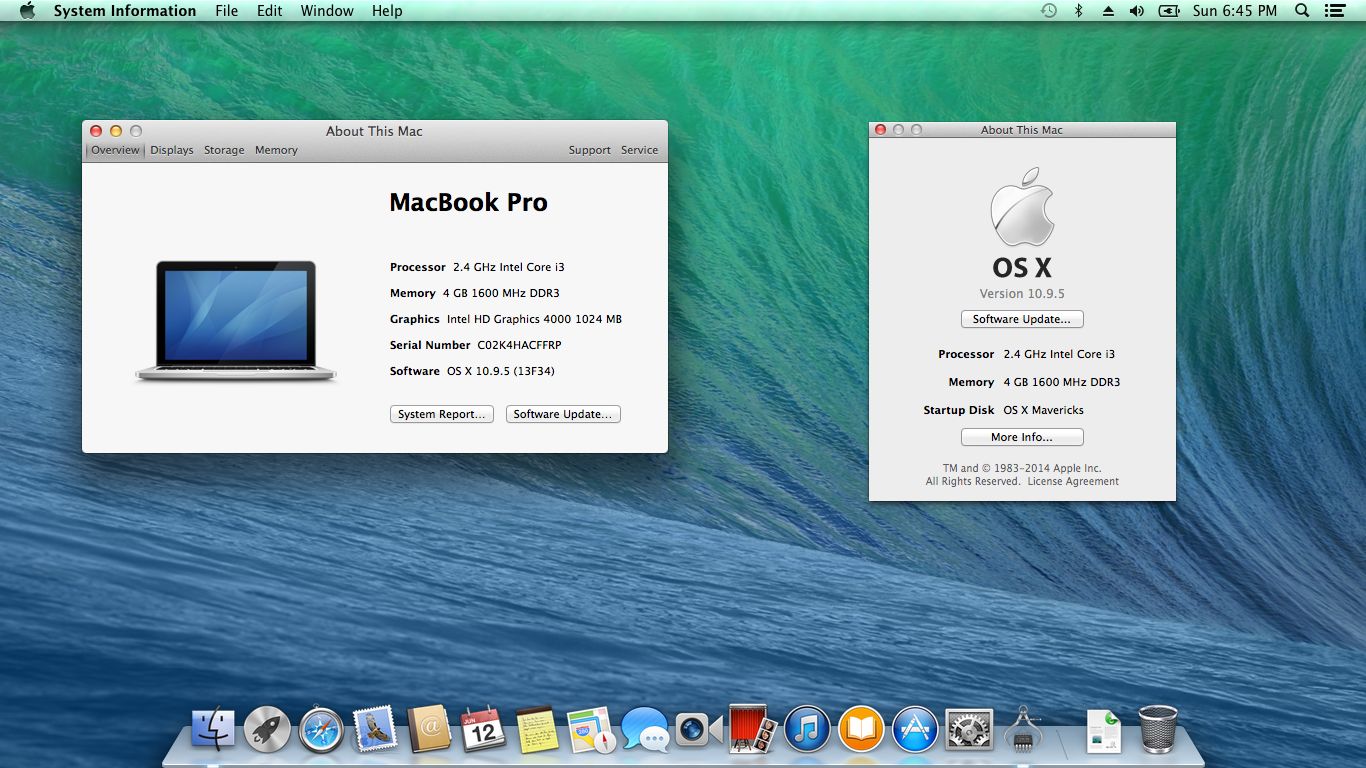 System Information File Edit Window Help Sun 6:45 PM
About This Mac
Overview Displays Storage Memory Support Service
MacBook Pro
Processor 2.4 GHz Intel Core i3
Memory 4 GB 1600 MHz DDR3
Graphics Intel HD Graphics 4000 1024 MB
Serial Number C02K4HACFFRP
Software OS X 10.9.5 (13F34)
System Report... Software Update...
About This Mac
OS X
Version 10.9.5
Software Update...
Processor 2.4 GHz Intel Core i3
Memory 4 GB 1600 MHz DDR3
Startup Disk OS X Mavericks
More Info...
TM and © 1983-2014 Apple Inc.
All Rights Reserved. License Agreement
JUN
12
@
280